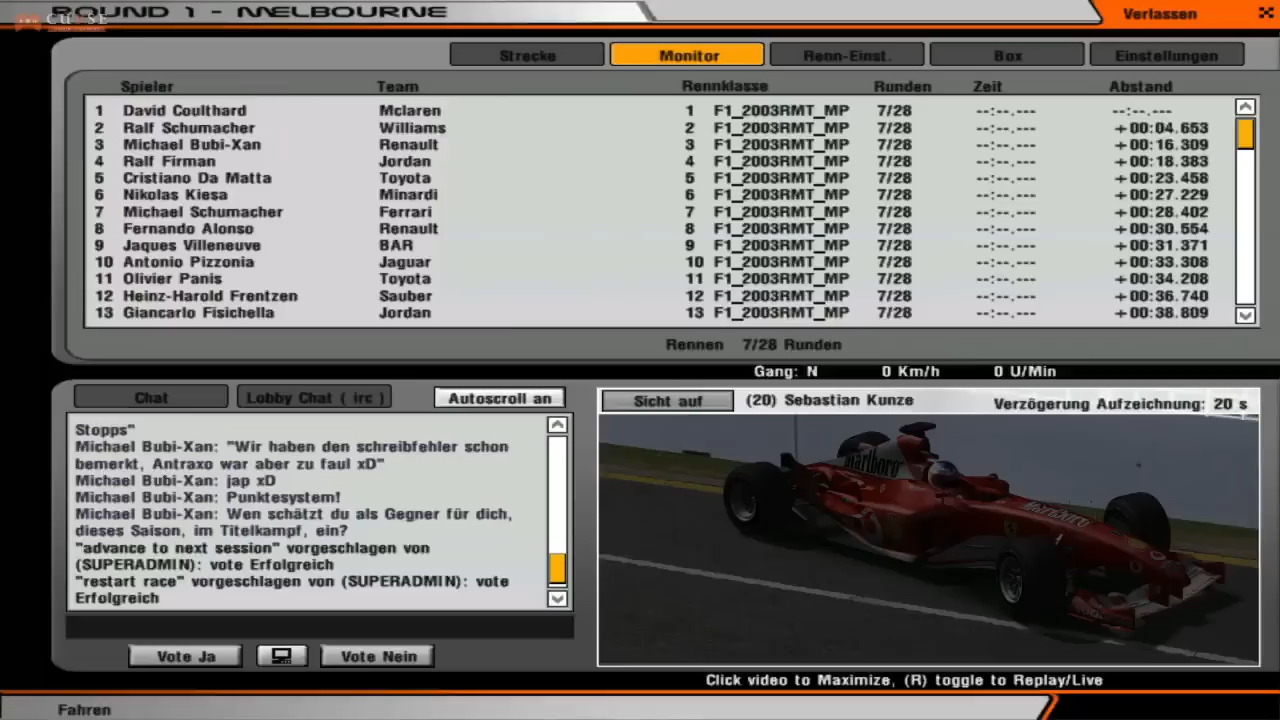 ROUND 1 - MELBOURNE
Verlassen
Strecke Monitor Renn-Einst. Box Einstellungen
Spieler Team Rennklasse Runden Zeit Abstand
1 David Coulthard Mclaren 1 F1_2003RMT_MP 7/28 --:--.--- --:--.---
2 Ralf Schumacher Williams 2 F1_2003RMT_MP 7/28 --:--.--- +00:04.653
3 Michael Bubi-Xan Renault 3 F1_2003RMT_MP 7/28 --:--.--- +00:16.309
4 Ralf Firman Jordan 4 F1_2003RMT_MP 7/28 --:--.--- +00:18.383
5 Cristiano Da Matta Toyota 5 F1_2003RMT_MP 7/28 --:--.--- +00:23.458
6 Nikolas Kiesa Minardi 6 F1_2003RMT_MP 7/28 --:--.--- +00:27.229
7 Michael Schumacher Ferrari 7 F1_2003RMT_MP 7/28 --:--.--- +00:28.402
8 Fernando Alonso Renault 8 F1_2003RMT_MP 7/28 --:--.--- +00:30.554
9 Jaques Villeneuve BAR 9 F1_2003RMT_MP 7/28 --:--.--- +00:31.371
10 Antonio Pizzonia Jaguar 10 F1_2003RMT_MP 7/28 --:--.--- +00:33.308
11 Olivier Panis Toyota 11 F1_2003RMT_MP 7/28 --:--.--- +00:34.208
12 Heinz-Harold Frentzen Sauber 12 F1_2003RMT_MP 7/28 --:--.--- +00:36.740
13 Giancarlo Fisichella Jordan 13 F1_2003RMT_MP 7/28 --:--.--- +00:38.809
Rennen 7/28 Runden
Gang: N 0 Km/h 0 U/Min
Chat Lobby Chat ( irc ) Autoscroll an
Stopps"
Michael Bubi-Xan: "Wir haben den schreibfehler schon
bemerkt, Antraxo war aber zu faul xD"
Michael Bubi-Xan: jap xD
Michael Bubi-Xan: Punktesystem!
Michael Bubi-Xan: Wen schätzt du als Gegner für dich,
dieses Saison, im Titelkampf, ein?
"advance to next session" vorgeschlagen von
(SUPERADMIN): vote Erfolgreich
"restart race" vorgeschlagen von (SUPERADMIN): vote
Erfolgreich
Vote Ja Vote Nein
Sicht auf (20) Sebastian Kunze Verzögerung Aufzeichnung: 20 s
Marlboro
Marlboro
Click video to Maximize, (R) toggle to Replay/Live
Fahren